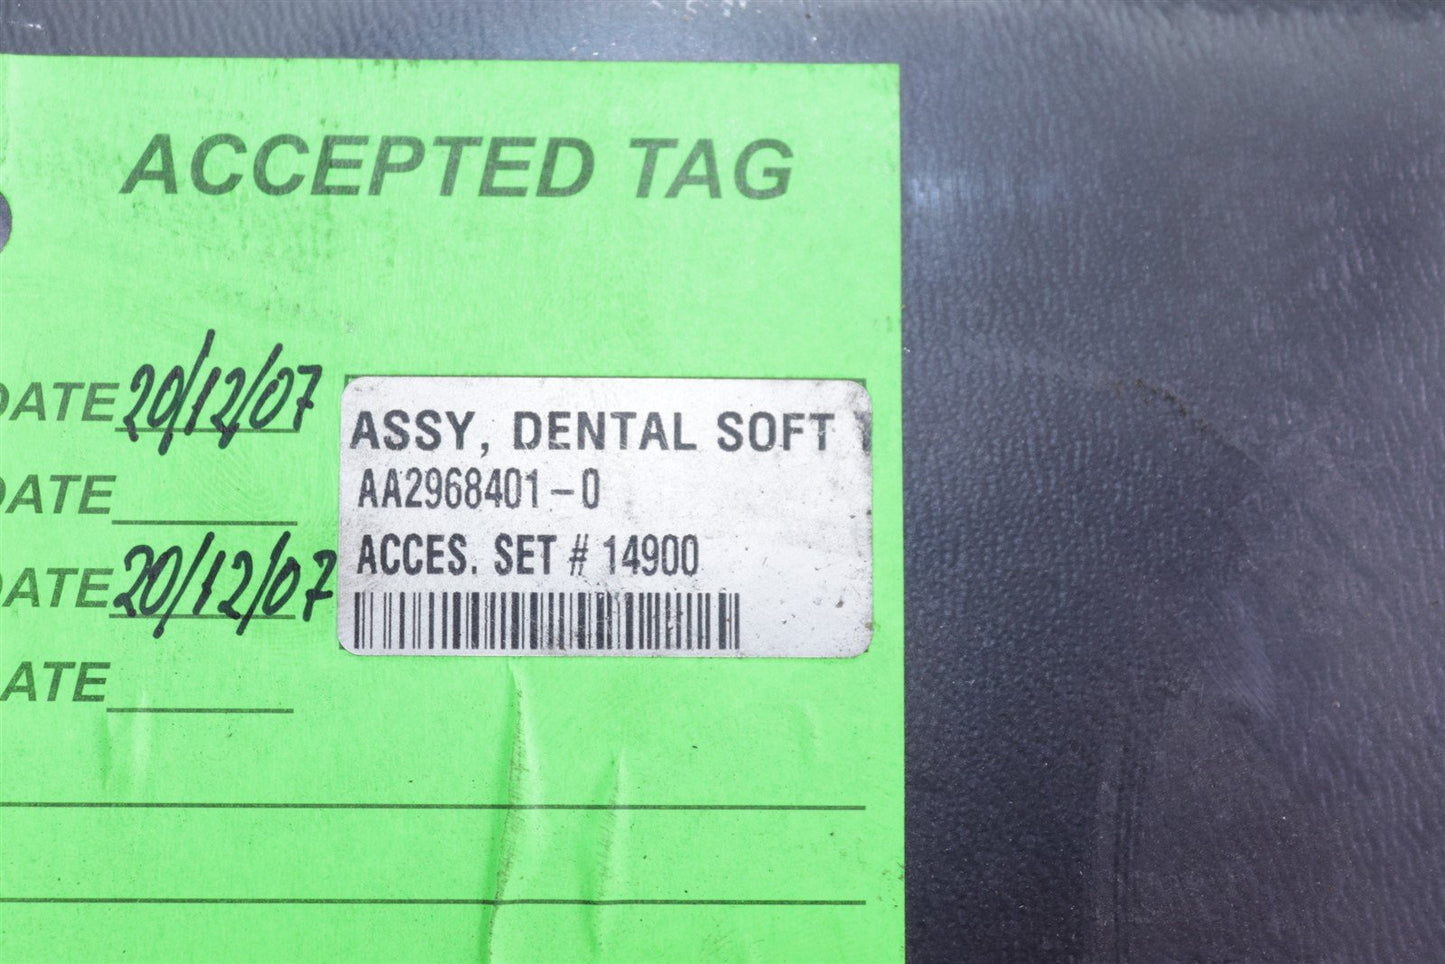 ACCEPTED TAG
DATE 20/12/07
DATE
DATE 20/12/07
DATE
ASSY, DENTAL SOFT
AA2968401-0
ACCES. SET # 14900